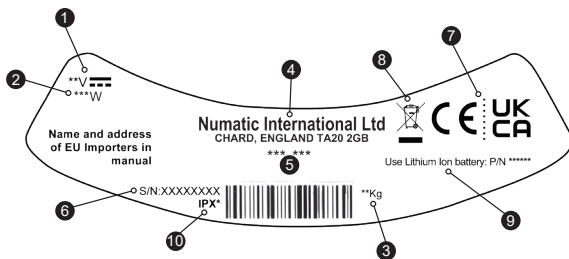 1
2
**V
***W
4
8
7
Name and address
of EU Importers in
manual
Numatic International Ltd
CHARD, ENGLAND TA20 2GB
*** ***
5
CE
UK
CA
Use Lithium Ion battery: P/N ******
6
S/N:XXXXXXXX
IPX*
10
**Kg
3
9